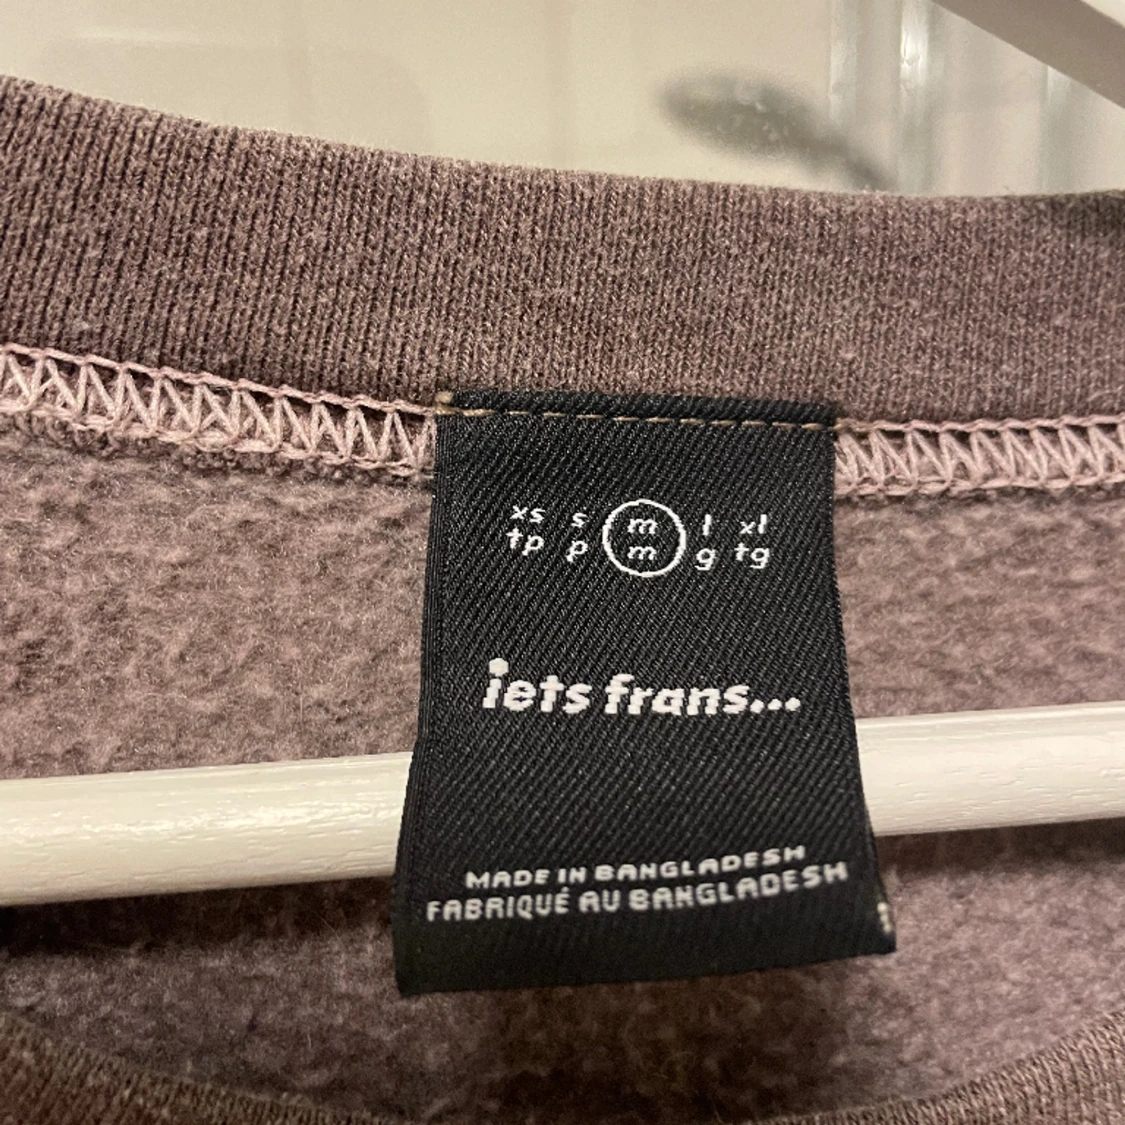 xs s m l xl
tp p m g tg
iets frans...
MADE IN BANGLADESH
FABRIQUÉ AU BANGLADESH